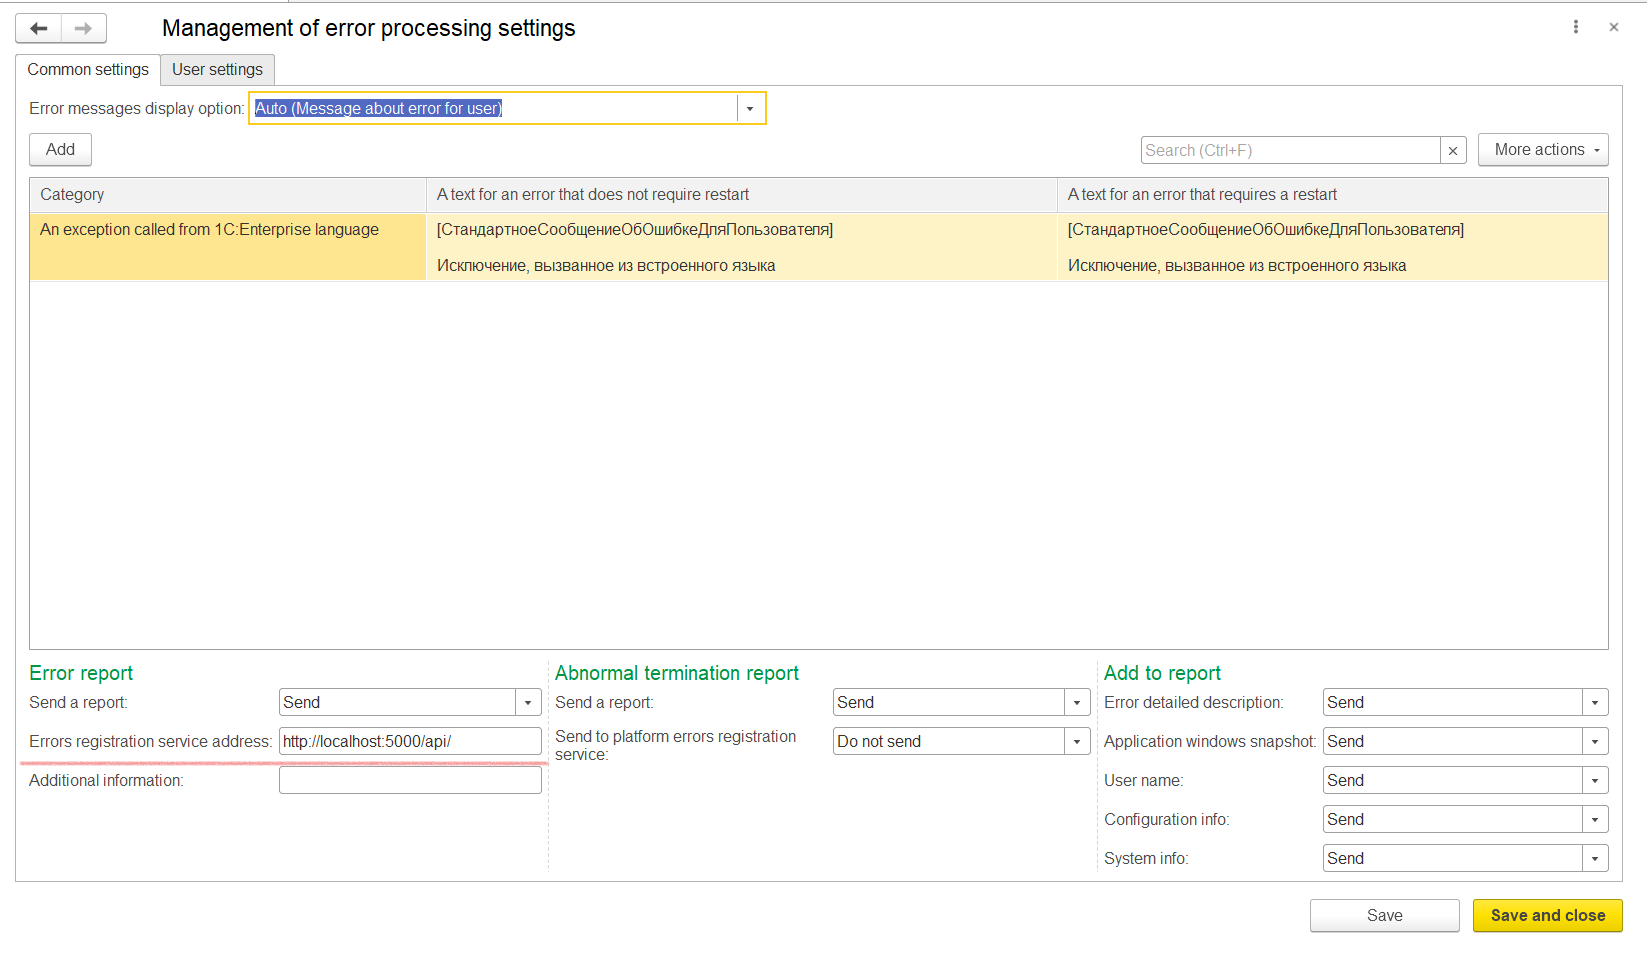 Management of error processing settings
Common settings
User settings
Error messages display option: Auto (Message about error for user)
Add
Search (Ctrl+F)
More actions
Category
A text for an error that does not require restart
A text for an error that requires a restart
An exception called from 1C:Enterprise language
[СтандартноеСообщениеОбОшибкеДляПользователя]
Исключение, вызванное из встроенного языка
[СтандартноеСообщениеОбОшибкеДляПользователя]
Исключение, вызванное из встроенного языка
Error report
Send a report: Send
Errors registration service address: http://localhost:5000/api/
Additional information:
Abnormal termination report
Send a report: Send
Send to platform errors registration
service: Do not send
Add to report
Error detailed description: Send
Application windows snapshot: Send
User name: Send
Configuration info: Send
System info: Send
Save
Save and close